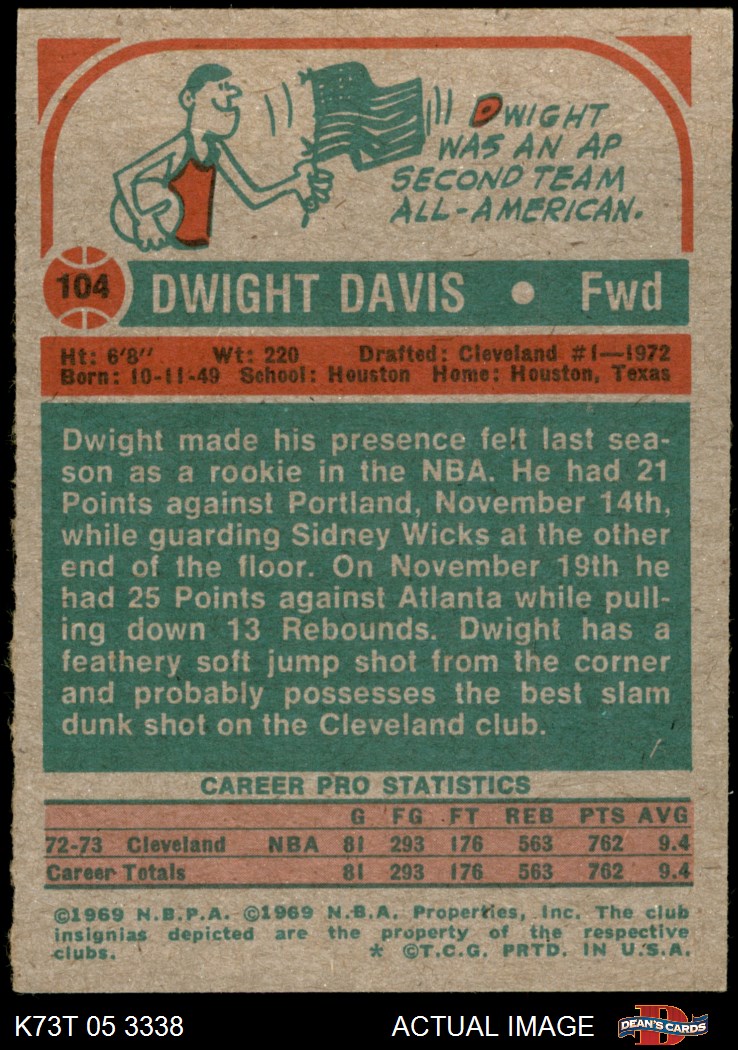 DWIGHT
WAS AN AP
SECOND TEAM
ALL-AMERICAN.
104 DWIGHT DAVIS • Fwd
Ht: 6'8" Wt: 220 Drafted: Cleveland #1—1972
Born: 10-11-49 School: Houston Home: Houston, Texas
Dwight made his presence felt last sea-
son as a rookie in the NBA. He had 21
Points against Portland, November 14th,
while guarding Sidney Wicks at the other
end of the floor. On November 19th he
had 25 Points against Atlanta while pull-
ing down 13 Rebounds. Dwight has a
feathery soft jump shot from the corner
and probably possesses the best slam
dunk shot on the Cleveland club.
CAREER PRO STATISTICS
G FG FT REB PTS AVG
72-73 Cleveland NBA 81 293 176 563 762 9.4
Career Totals 81 293 176 563 762 9.4
©1969 N.B.P.A. ©1969 N.B.A. Properties, Inc. The club
insignias depicted are the property of the respective
clubs. * ©T.C.G. PRTD. IN U.S.A.
K73T 05 3338 ACTUAL IMAGE D DEAN'S CARDS